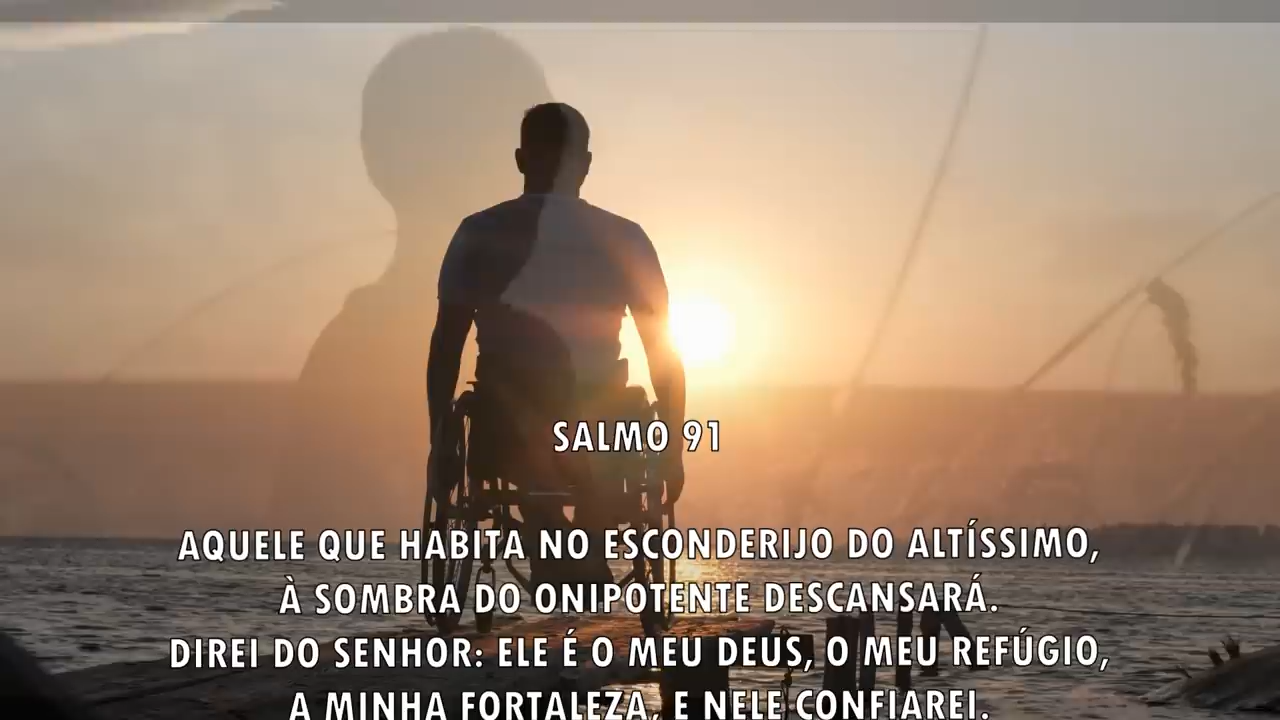 SALMO 91
AQUELE QUE HABITA NO ESCONDERIJO DO ALTÍSSIMO,
À SOMBRA DO ONIPOTENTE DESCANSARÁ.
DIREI DO SENHOR: ELE É O MEU DEUS, O MEU REFÚGIO,
A MINHA FORTALEZA, E NELE CONFIAREI.